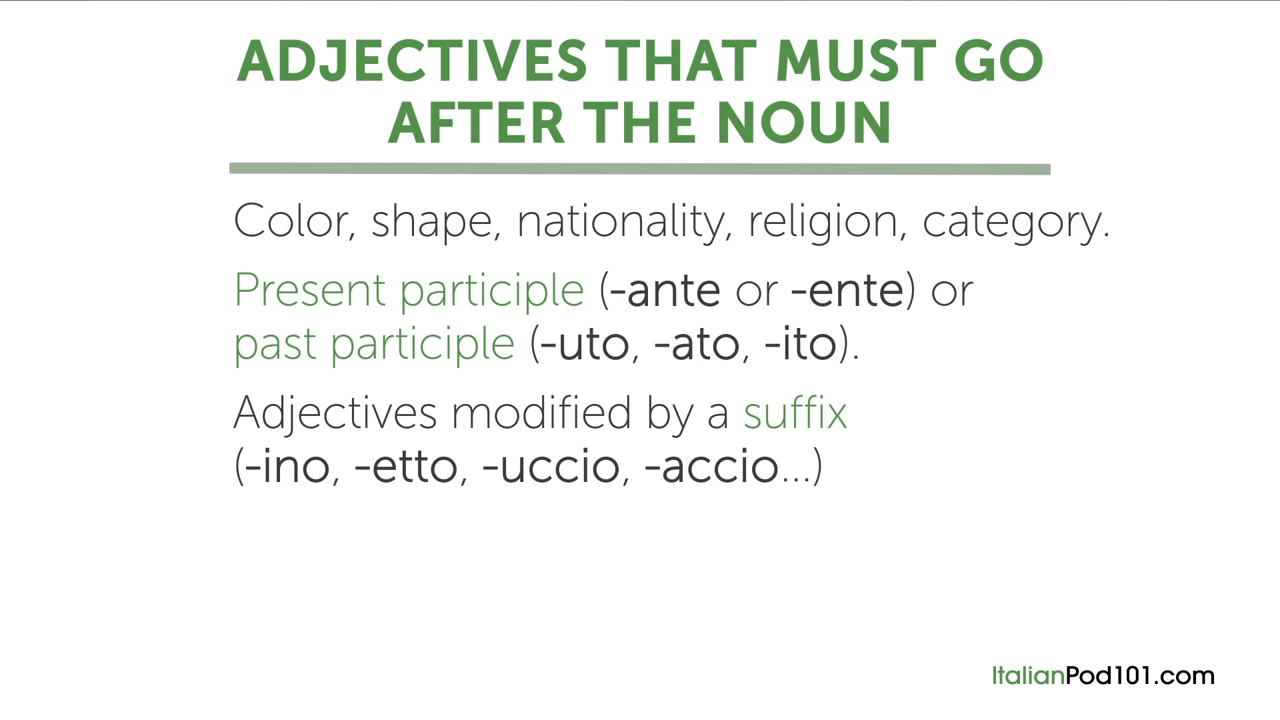 ADJECTIVES THAT MUST GO
AFTER THE NOUN
Color, shape, nationality, religion, category.
Present participle (-ante or -ente) or
past participle (-uto, -ato, -ito).
Adjectives modified by a suffix
(-ino, -etto, -uccio, -accio...)
ItalianPod101.com